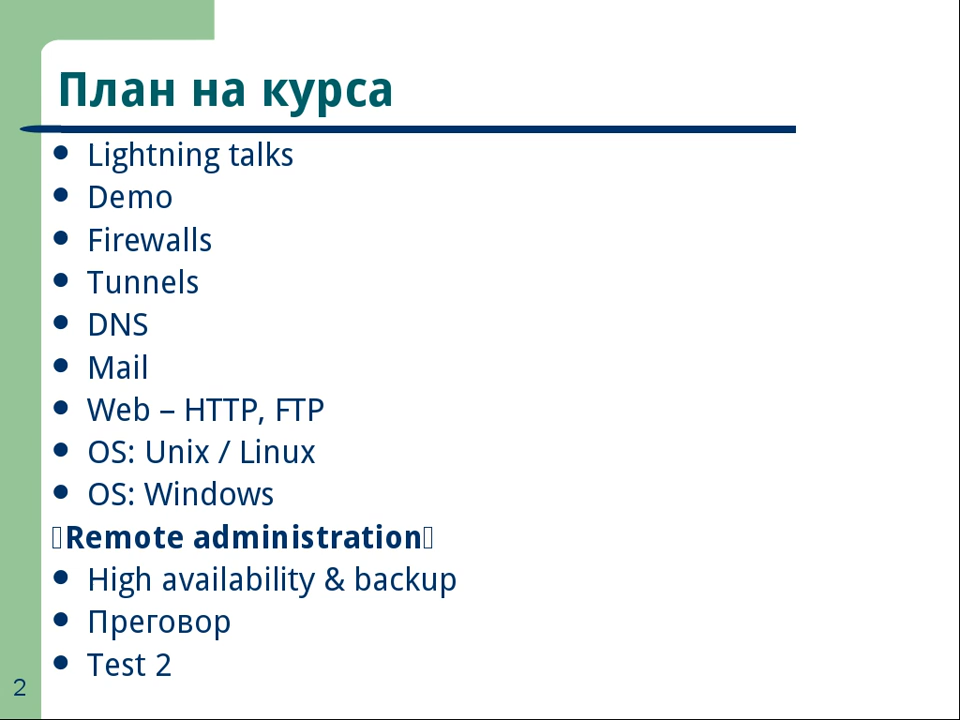 План на курса
Lightning talks
Demo
Firewalls
Tunnels
DNS
Mail
Web – HTTP, FTP
OS: Unix / Linux
OS: Windows
Remote administration
High availability & backup
Преговор
Test 2
2